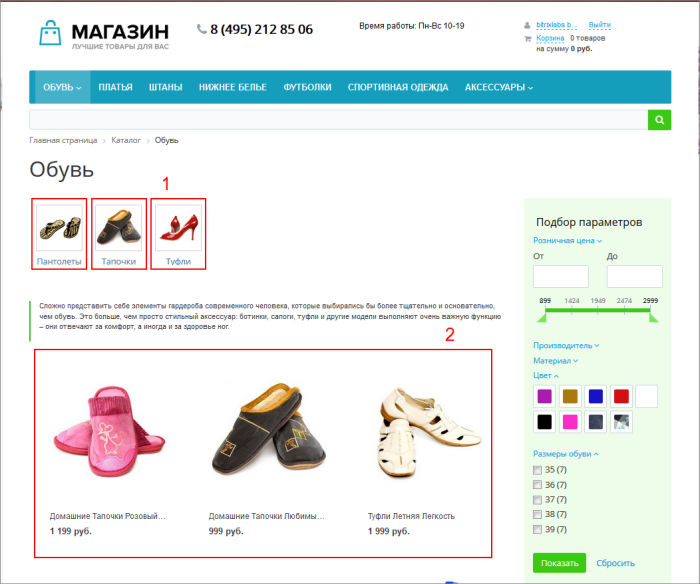 МАГАЗИН
ЛУЧШИЕ ТОВАРЫ ДЛЯ ВАС
8 (495) 212 85 06
Время работы: Пн-Вс 10-19
bitrixlabs b... Выйти
Корзина 0 товаров
на сумму 0 руб.
ОБУВЬ ПЛАТЬЯ ШТАНЫ НИЖНЕЕ БЕЛЬЕ ФУТБОЛКИ СПОРТИВНАЯ ОДЕЖДА АКСЕССУАРЫ
Главная страница > Каталог > Обувь
Обувь
1
Пантолеты Тапочки Туфли
Сложно представить себе элементы гардероба современного человека, которые выбирались бы более тщательно и основательно,
чем обувь. Это больше, чем просто стильный аксессуар: ботинки, сапоги, туфли и другие модели выполняют очень важную функцию
– они отвечают за комфорт, а иногда и за здоровье ног.
2
Домашние Тапочки Розовый... Домашние Тапочки Любимы... Туфли Летняя Легкость
1 199 руб. 999 руб. 1 999 руб.
Подбор параметров
Розничная цена
От До
899 1424 1949 2474 2999
Производитель
Материал
Цвет
Размеры обуви
35 (7)
36 (7)
37 (7)
38 (7)
39 (7)
Показать Сбросить